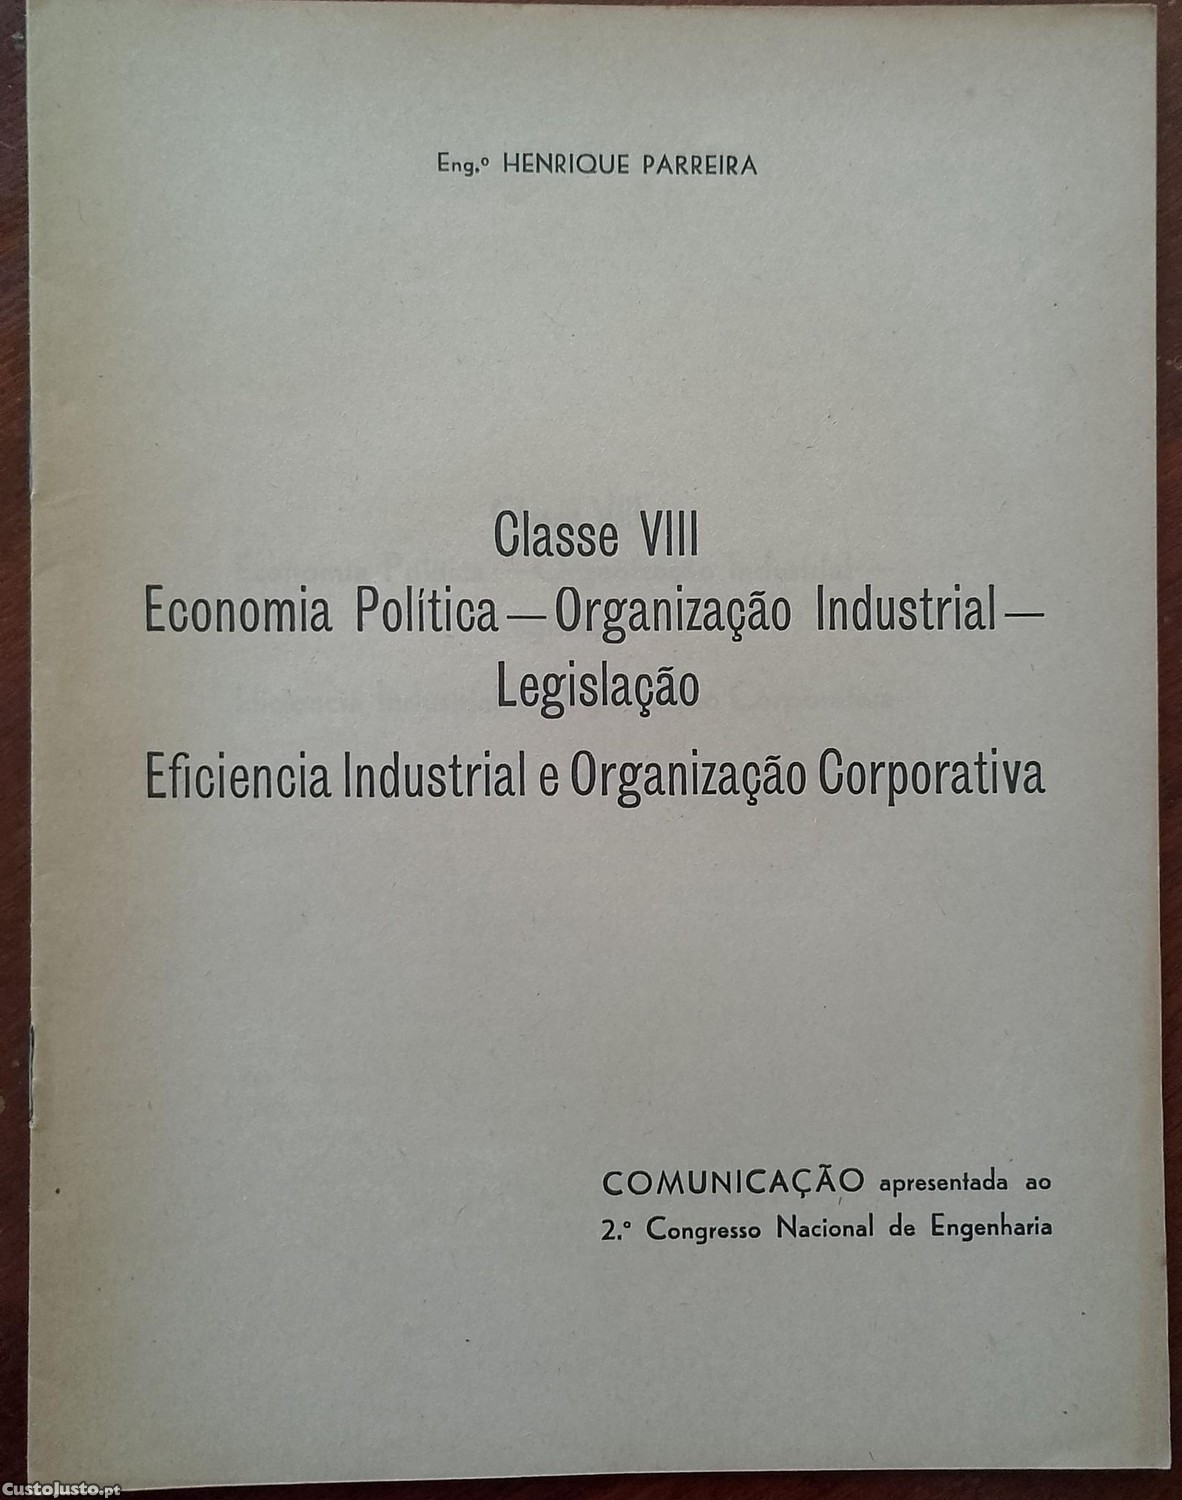 Eng.º HENRIQUE PARREIRA
Classe VIII
Economia Política — Organização Industrial —
Legislação
Eficiencia Industrial e Organização Corporativa
COMUNICAÇÃO apresentada ao
2.º Congresso Nacional de Engenharia
CustoJusto.pt